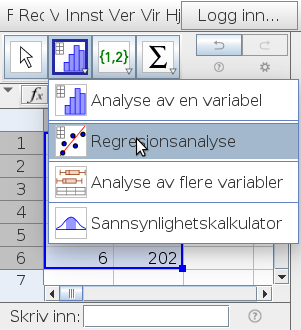 F Rec V Innst Ver Vir Hj Logg inn...
{1,2} Σ
fx
Analyse av en variabel
1 Regresjonsanalyse
2
3 Analyse av flere variabler
4
5 Sannsynlighetskalkulator
6 6 202
7
Skriv inn: